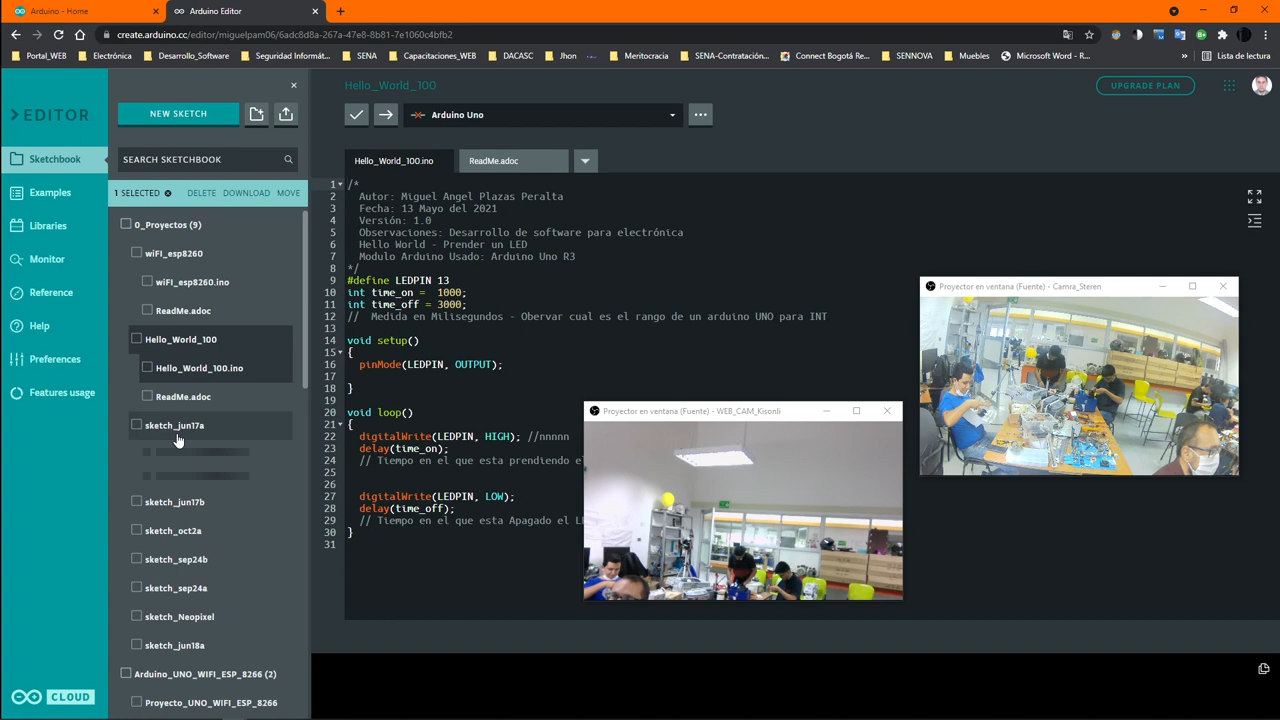 Arduino - Home
Arduino Editor
create.arduino.cc/editor/miguelpam06/6adc8d8a-267a-47e8-8b81-7e1060c4bfb2
Portal_WEB
Electrónica
Desarrollo_Software
Seguridad Informát...
SENA
Capacitaciones_WEB
DACASC
Jhon
Meritocracia
SENA-Contratación...
Connect Bogotá Re...
SENNOVA
Muebles
Microsoft Word - R...
»
Lista de lectura
EDITOR
Sketchbook
Examples
Libraries
Monitor
Reference
Help
Preferences
Features usage
CLOUD
NEW SKETCH
SEARCH SKETCHBOOK
1 SELECTED
DELETE
DOWNLOAD
MOVE
0_Proyectos (9)
wiFI_esp8260
wiFI_esp8260.ino
ReadMe.adoc
Hello_World_100
Hello_World_100.ino
ReadMe.adoc
sketch_jun17a
sketch_jun17b
sketch_oct2a
sketch_sep24b
sketch_sep24a
sketch_Neopixel
sketch_jun18a
Arduino_UNO_WIFI_ESP_8266 (2)
Proyecto_UNO_WIFI_ESP_8266
Hello_World_100
UPGRADE PLAN
Arduino Uno
Hello_World_100.ino
ReadMe.adoc
1 /*
2 Autor: Miguel Angel Plazas Peralta
3 Fecha: 13 Mayo del 2021
4 Versión: 1.0
5 Observaciones: Desarrollo de software para electrónica
6 Hello World - Prender un LED
7 Modulo Arduino Usado: Arduino Uno R3
8 */
9 #define LEDPIN 13
10 int time_on = 1000;
11 int time_off = 3000;
12 // Medida en Milisegundos - Obervar cual es el rango de un arduino UNO para INT
13
14 void setup()
15 {
16 pinMode(LEDPIN, OUTPUT);
17
18 }
19
20 void loop()
21 {
22 digitalWrite(LEDPIN, HIGH); //nnnnn
23 delay(time_on);
24 // Tiempo en el que esta prendiendo el
25
26
27 digitalWrite(LEDPIN, LOW);
28 delay(time_off);
29 // Tiempo en el que esta Apagado el
30 }
31
Proyector en ventana (Fuente) - WEB_CAM_Kisonli
Proyector en ventana (Fuente) - Camra_Steren